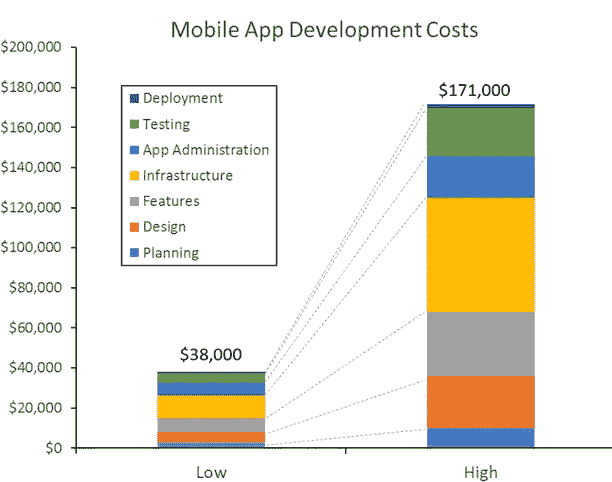 Mobile App Development Costs
$200,000
$180,000
$160,000
$140,000
$120,000
$100,000
$80,000
$60,000
$40,000
$20,000
$0
Deployment
Testing
App Administration
Infrastructure
Features
Design
Planning
$171,000
$38,000
Low
High